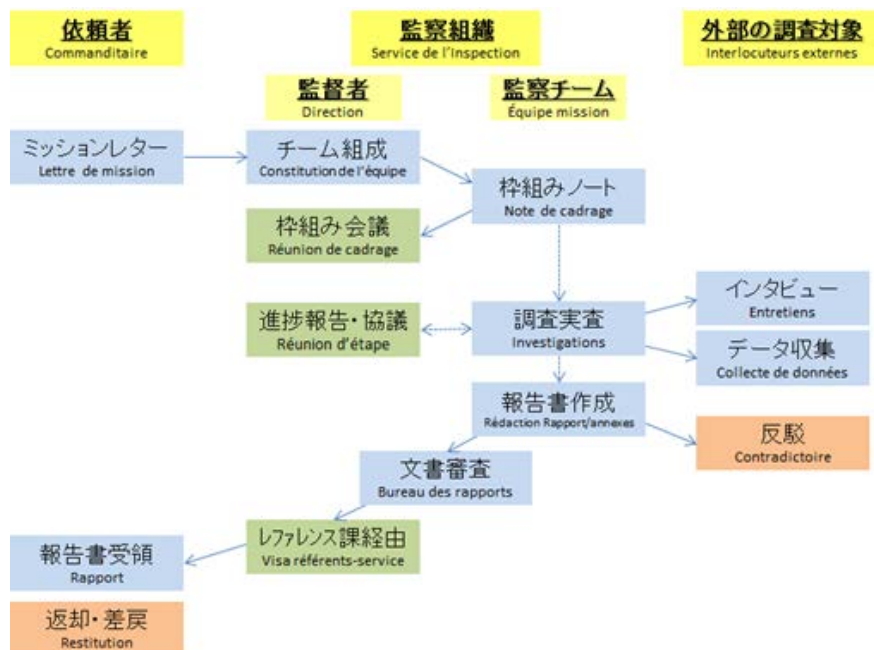 依頼者
Commanditaire
監察組織
Service de l'Inspection
外部の調査対象
Interlocuteurs externes
監督者
Direction
監察チーム
Équipe mission
ミッションレター
Lettre de mission
チーム組成
Constitution de l'équipe
枠組みノート
Note de cadrage
枠組み会議
Réunion de cadrage
進捗報告・協議
Réunion d'étape
調査実査
Investigations
インタビュー
Entretiens
データ収集
Collecte de données
報告書作成
Rédaction Rapport/annexes
反駁
Contradictoire
文書審査
Bureau des rapports
レファレンス課経由
Visa référents-service
報告書受領
Rapport
返却・差戻
Restitution